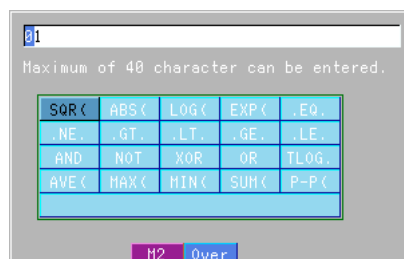 01
Maximum of 40 character can be entered.
SQR( ABS( LOG( EXP( .EQ.
.NE. .GT. .LT. .GE. .LE.
AND NOT XOR OR TLOG.
AVE( MAX( MIN( SUM( P-P(
M2 Over